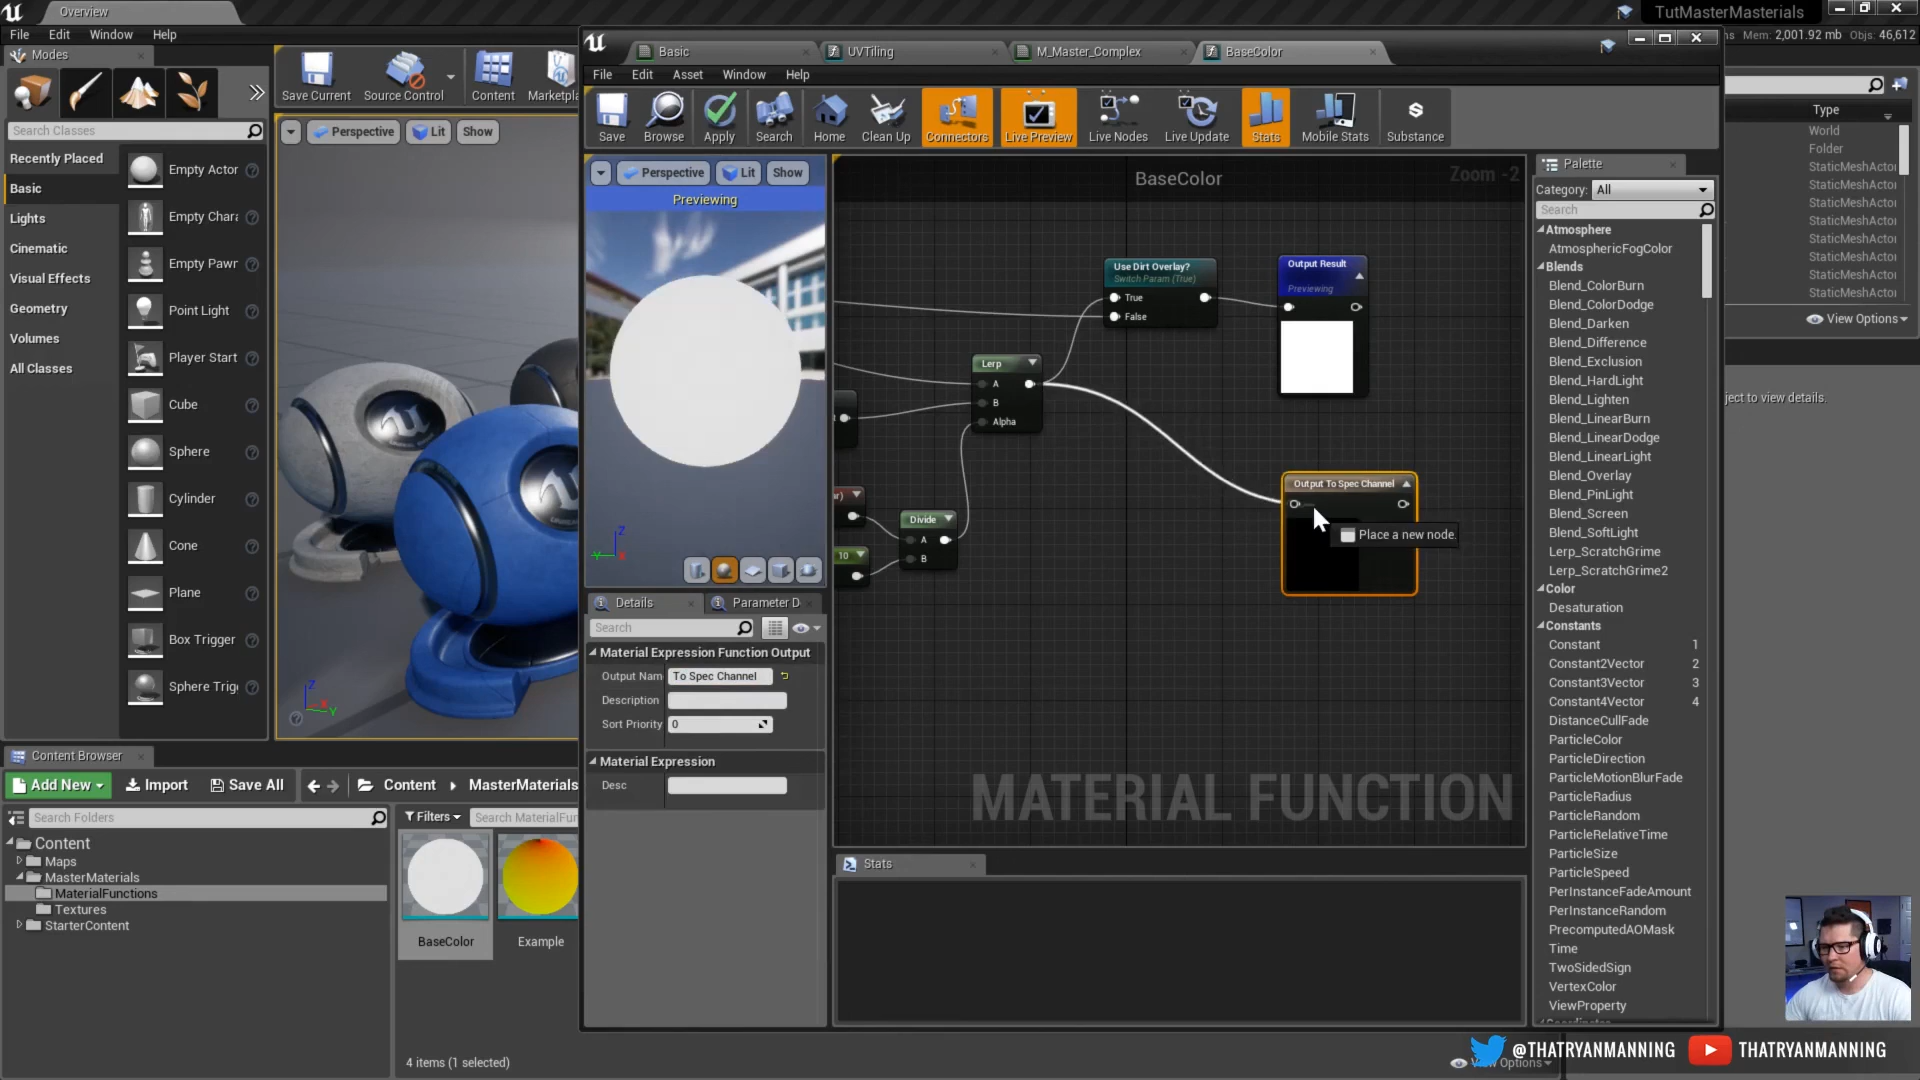 Overview
TutMasterMasterials
File Edit Window Help
Mem: 2,001.92 mb Objs: 46,612
Modes
Save Current
Source Control
Content
Search Classes
Recently Placed
Basic
Lights
Cinematic
Visual Effects
Geometry
Volumes
All Classes
Empty Actor
Empty Chara
Empty Pawn
Point Light
Player Start
Cube
Sphere
Cylinder
Cone
Plane
Box Trigger
Sphere Trig
Perspective Lit Show
Basic
UVTiling
M_Master_Complex
BaseColor
File Edit Asset Window Help
Save
Browse
Apply
Search
Home
Clean Up
Connectors
Live Preview
Live Nodes
Live Update
Stats
Mobile Stats
Substance
Perspective Lit Show
Previewing
BaseColor
Zoom -2
Use Dirt Overlay?
Switch Param (True)
True
False
Output Result
Previewing
Lerp
A
B
Alpha
Divide
A
B
10
Output To Spec Channel
Place a new node.
MATERIAL FUNCTION
Details
Parameter D
Search
Material Expression Function Output
Output Nam To Spec Channel
Description
Sort Priority 0
Material Expression
Desc
Stats
Palette
Category: All
Search
Atmosphere
AtmosphericFogColor
Blends
Blend_ColorBurn
Blend_ColorDodge
Blend_Darken
Blend_Difference
Blend_Exclusion
Blend_HardLight
Blend_Lighten
Blend_LinearBurn
Blend_LinearDodge
Blend_LinearLight
Blend_Overlay
Blend_PinLight
Blend_Screen
Blend_SoftLight
Lerp_ScratchGrime
Lerp_ScratchGrime2
Color
Desaturation
Constants
Constant 1
Constant2Vector 2
Constant3Vector 3
Constant4Vector 4
DistanceCullFade
ParticleColor
ParticleDirection
ParticleMotionBlurFade
ParticleRadius
ParticleRandom
ParticleRelativeTime
ParticleSize
ParticleSpeed
PerInstanceFadeAmount
PerInstanceRandom
PrecomputedAOMask
Time
TwoSidedSign
VertexColor
ViewProperty
Type
World
Folder
StaticMeshActor
StaticMeshActor
StaticMeshActor
StaticMeshActor
StaticMeshActor
StaticMeshActor
StaticMeshActor
StaticMeshActor
View Options
ject to view details.
Content Browser
Add New Import Save All Content MasterMaterials
Search Folders
Filters
Search MaterialFun
Content
Maps
MasterMaterials
MaterialFunctions
Textures
StarterContent
BaseColor
Example
4 items (1 selected)
@THATRYANMANNING
THATRYANMANNING